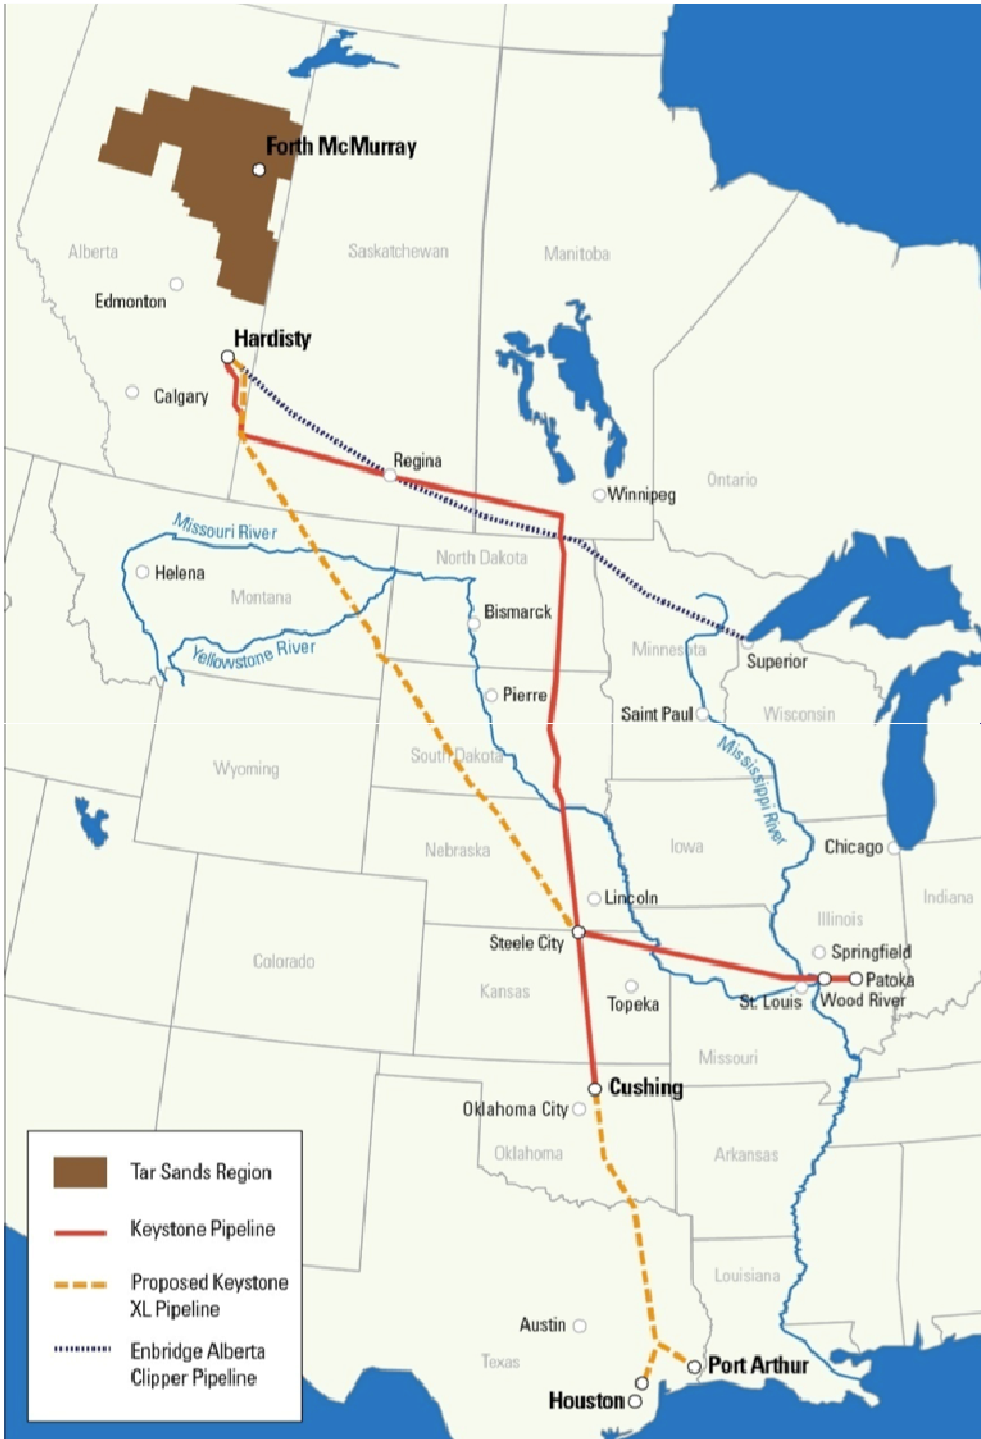 Forth McMurray
Alberta
Saskatchewan
Manitoba
Edmonton
Hardisty
Calgary
Regina
Ontario
Winnipeg
Missouri River
North Dakota
Helena
Montana
Bismarck
Yellowstone River
Minnesota
Superior
Pierre
Saint Paul
Wisconsin
Mississippi River
South Dakota
Wyoming
Nebraska
Iowa
Chicago
Lincoln
Indiana
Illinois
Steele City
Springfield
Colorado
Patoka
Kansas
Topeka
St. Louis
Wood River
Missouri
Cushing
Oklahoma City
Oklahoma
Arkansas
Tar Sands Region
Keystone Pipeline
Proposed Keystone
XL Pipeline
Louisiana
Austin
Enbridge Alberta
Clipper Pipeline
Texas
Port Arthur
Houston